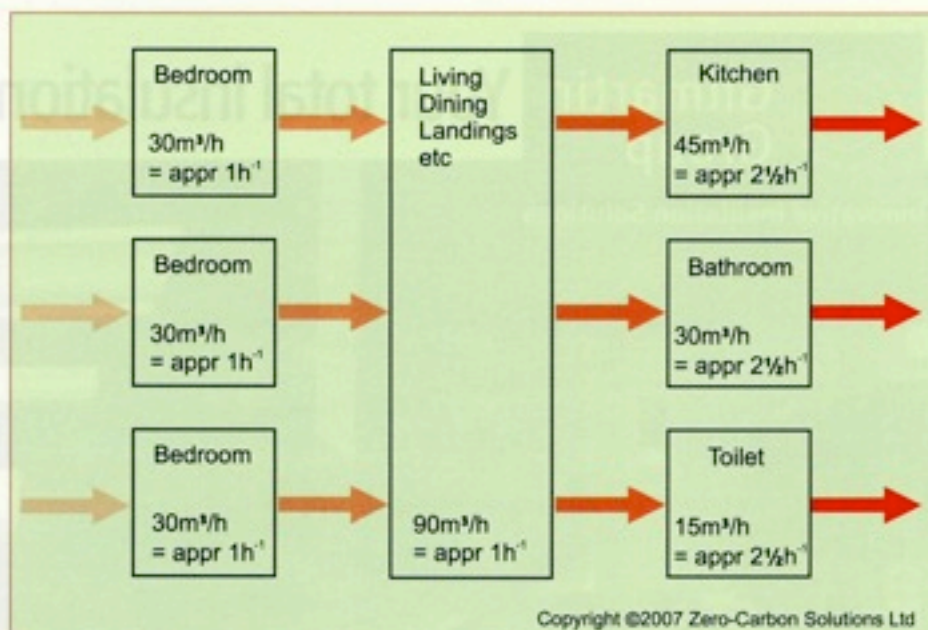 Bedroom
30m³/h
= appr 1h⁻¹
Living
Dining
Landings
etc
Kitchen
45m³/h
= appr 2½h⁻¹
Bedroom
30m³/h
= appr 1h⁻¹
Bathroom
30m³/h
= appr 2½h⁻¹
Bedroom
30m³/h
= appr 1h⁻¹
90m³/h
= appr 1h⁻¹
Toilet
15m³/h
= appr 2½h⁻¹
Copyright ©2007 Zero-Carbon Solutions Ltd